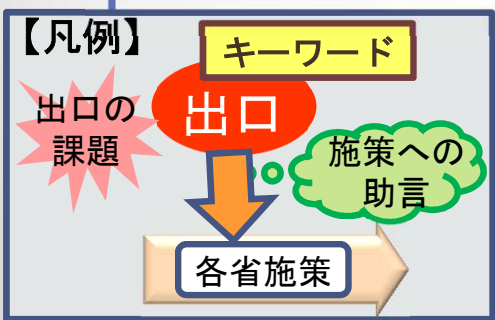 【凡例】
キーワード
出口の
課題
出口
施策への
助言
各省施策